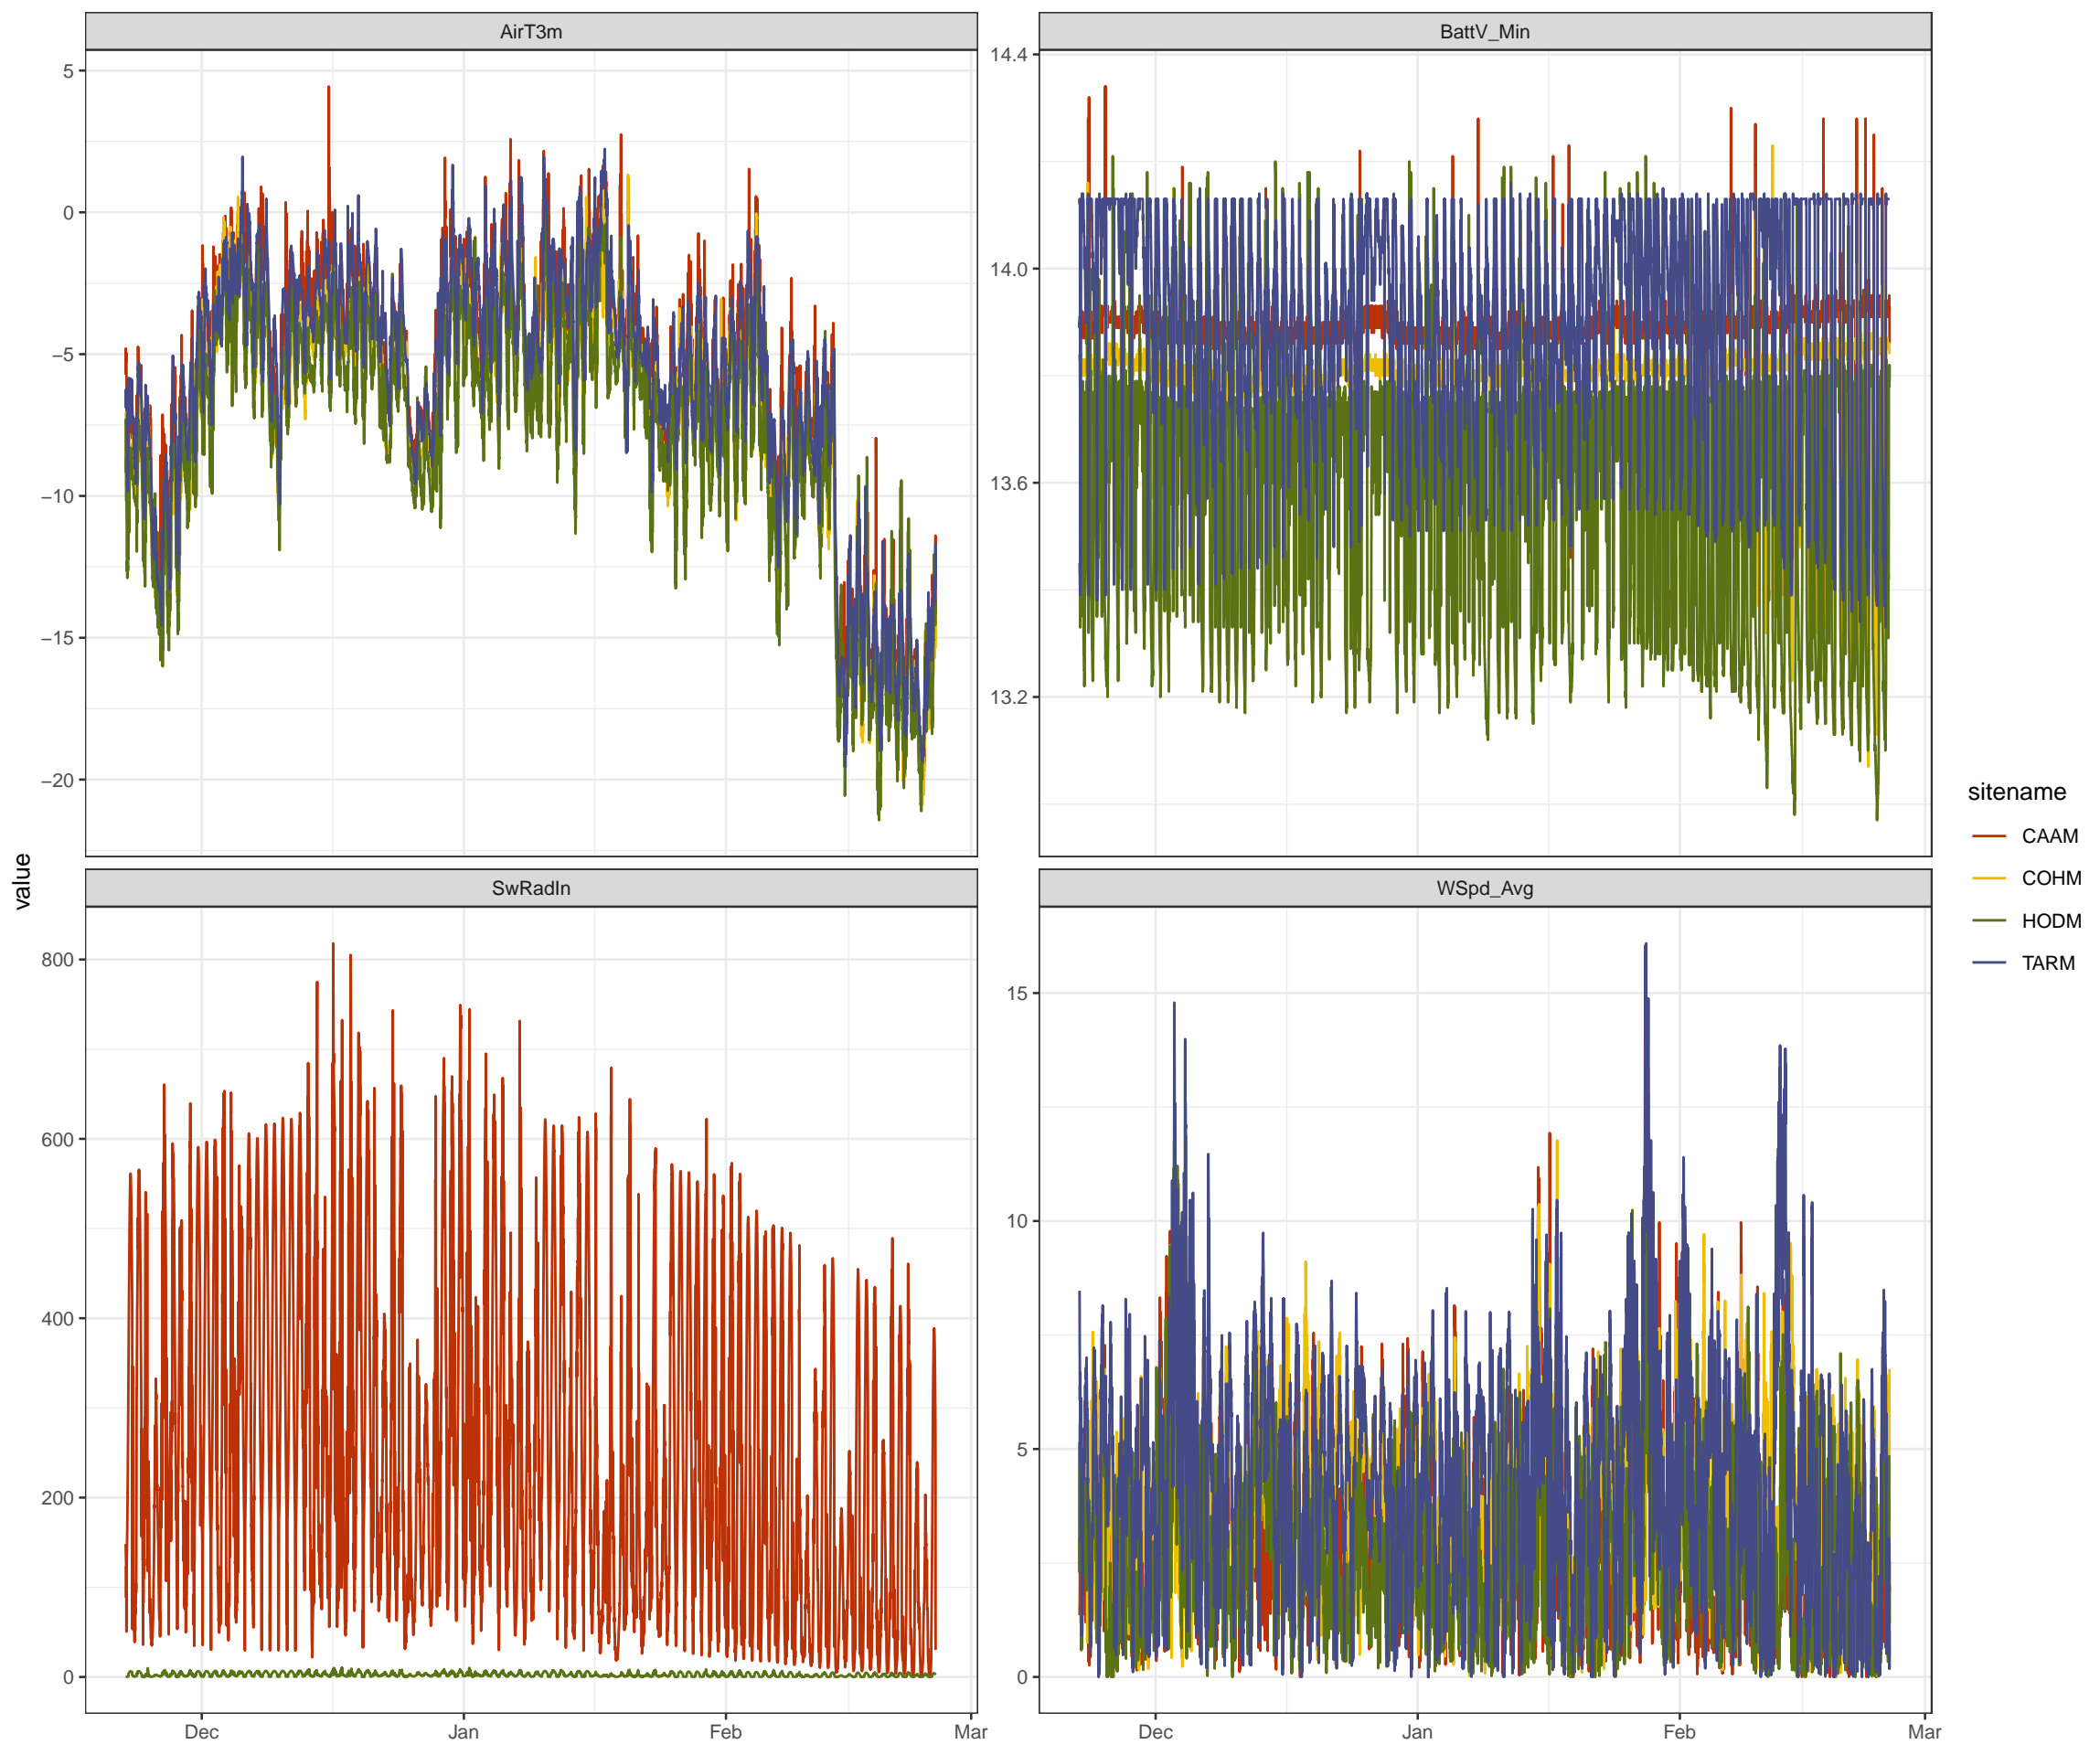 AirT3m
BattV_Min
5
0
−5
−10
−15
−20
14.4
14.0
13.6
13.2
SwRadIn
WSpd_Avg
800
600
400
200
0
15
10
5
0
Dec
Jan
Feb
Mar
Dec
Jan
Feb
Mar
value
sitename
CAAM
COHM
HODM
TARM